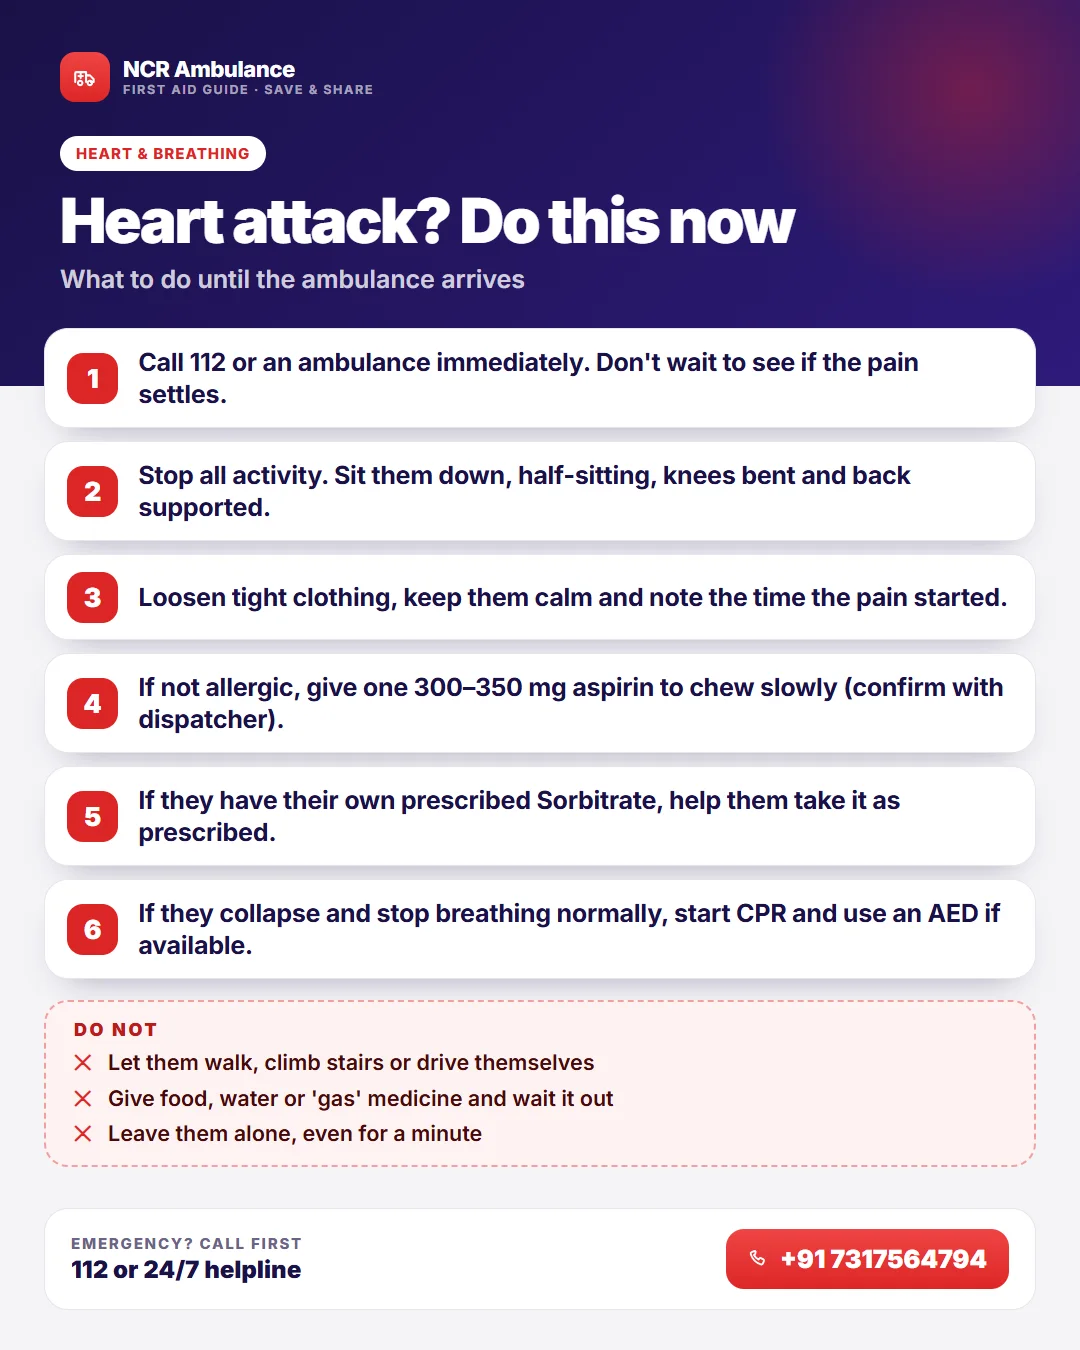 NCR Ambulance
FIRST AID GUIDE · SAVE & SHARE
HEART & BREATHING
Heart attack? Do this now
What to do until the ambulance arrives
1
Call 112 or an ambulance immediately. Don't wait to see if the pain
settles.
2
Stop all activity. Sit them down, half-sitting, knees bent and back
supported.
3
Loosen tight clothing, keep them calm and note the time the pain started.
4
If not allergic, give one 300–350 mg aspirin to chew slowly (confirm with
dispatcher).
5
If they have their own prescribed Sorbitrate, help them take it as
prescribed.
6
If they collapse and stop breathing normally, start CPR and use an AED if
available.
DO NOT
Let them walk, climb stairs or drive themselves
Give food, water or 'gas' medicine and wait it out
Leave them alone, even for a minute
EMERGENCY? CALL FIRST
112 or 24/7 helpline
+91 7317564794